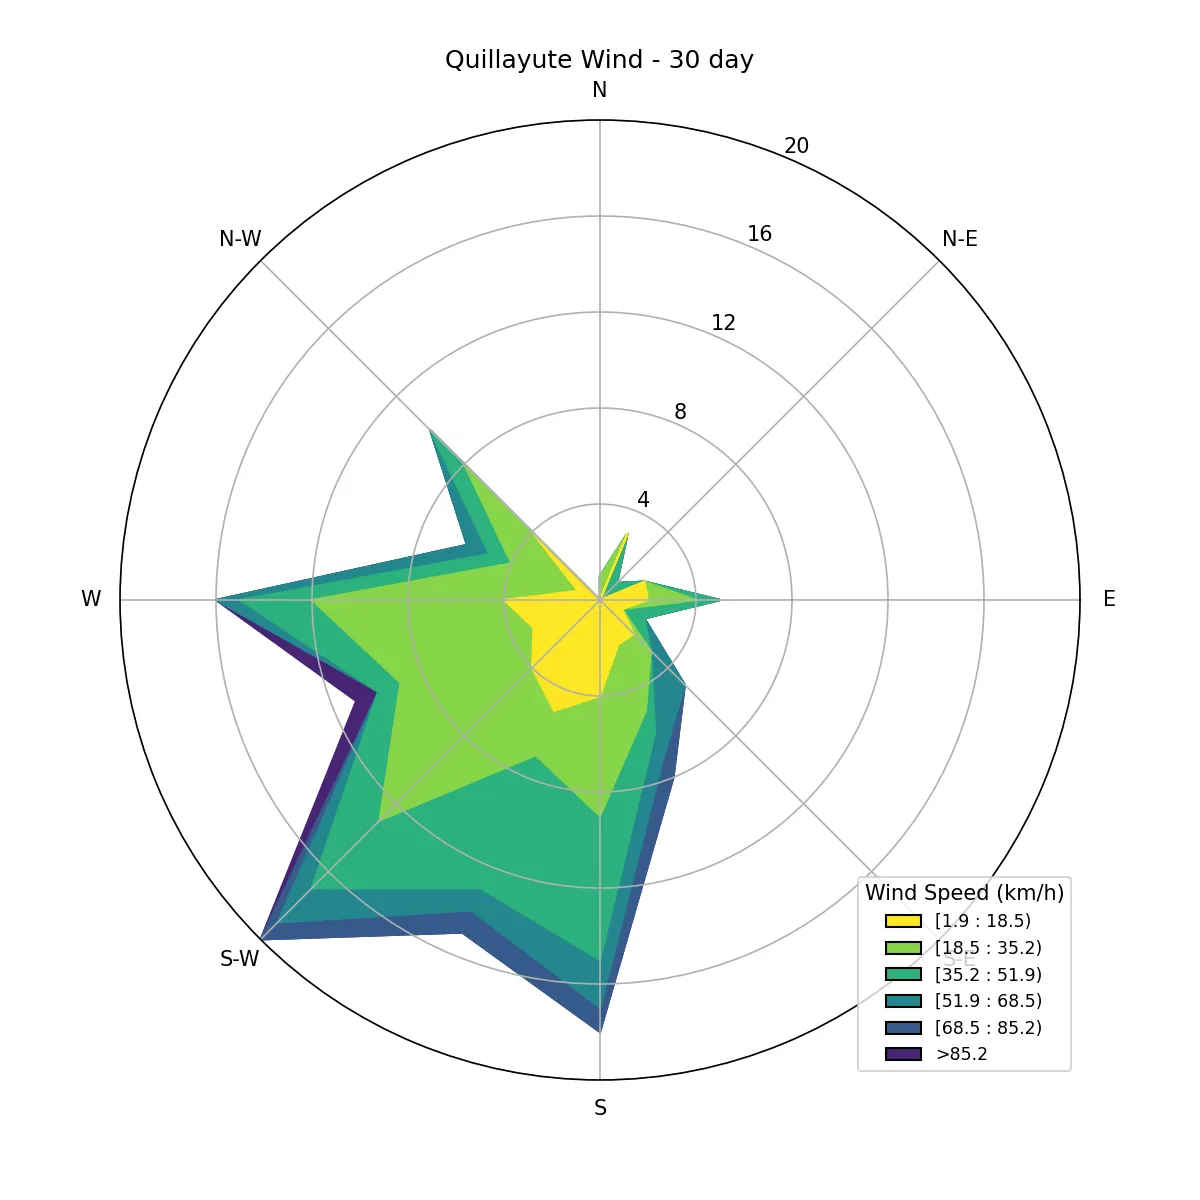 Quillayute Wind - 30 day
N
20
16
N-W
N-E
12
8
4
W
E
Wind Speed (km/h)
[1.9 : 18.5)
[18.5 : 35.2)
S-W
S-E
[35.2 : 51.9)
[51.9 : 68.5)
[68.5 : 85.2)
>85.2
S